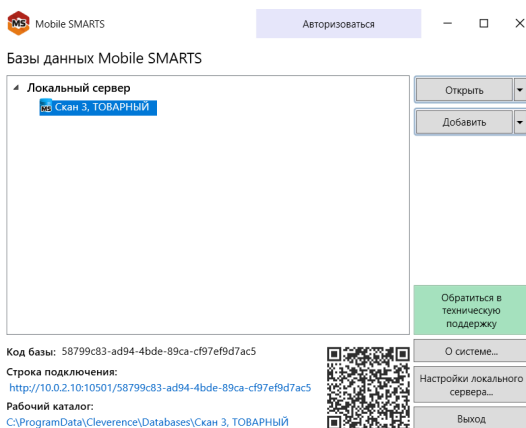 MS Mobile SMARTS
Авторизоваться
Базы данных Mobile SMARTS
Локальный сервер
MS Скан 3, ТОВАРНЫЙ
Открыть
Добавить
Обратиться в
техническую
поддержку
Код базы: 58799c83-ad94-4bde-89ca-cf97ef9d7ac5
О системе...
Строка подключения:
http://10.0.2.10:10501/58799c83-ad94-4bde-89ca-cf97ef9d7ac5
Настройки локального
сервера...
Рабочий каталог:
C:\ProgramData\Cleverence\Databases\Скан 3, ТОВАРНЫЙ
Выход